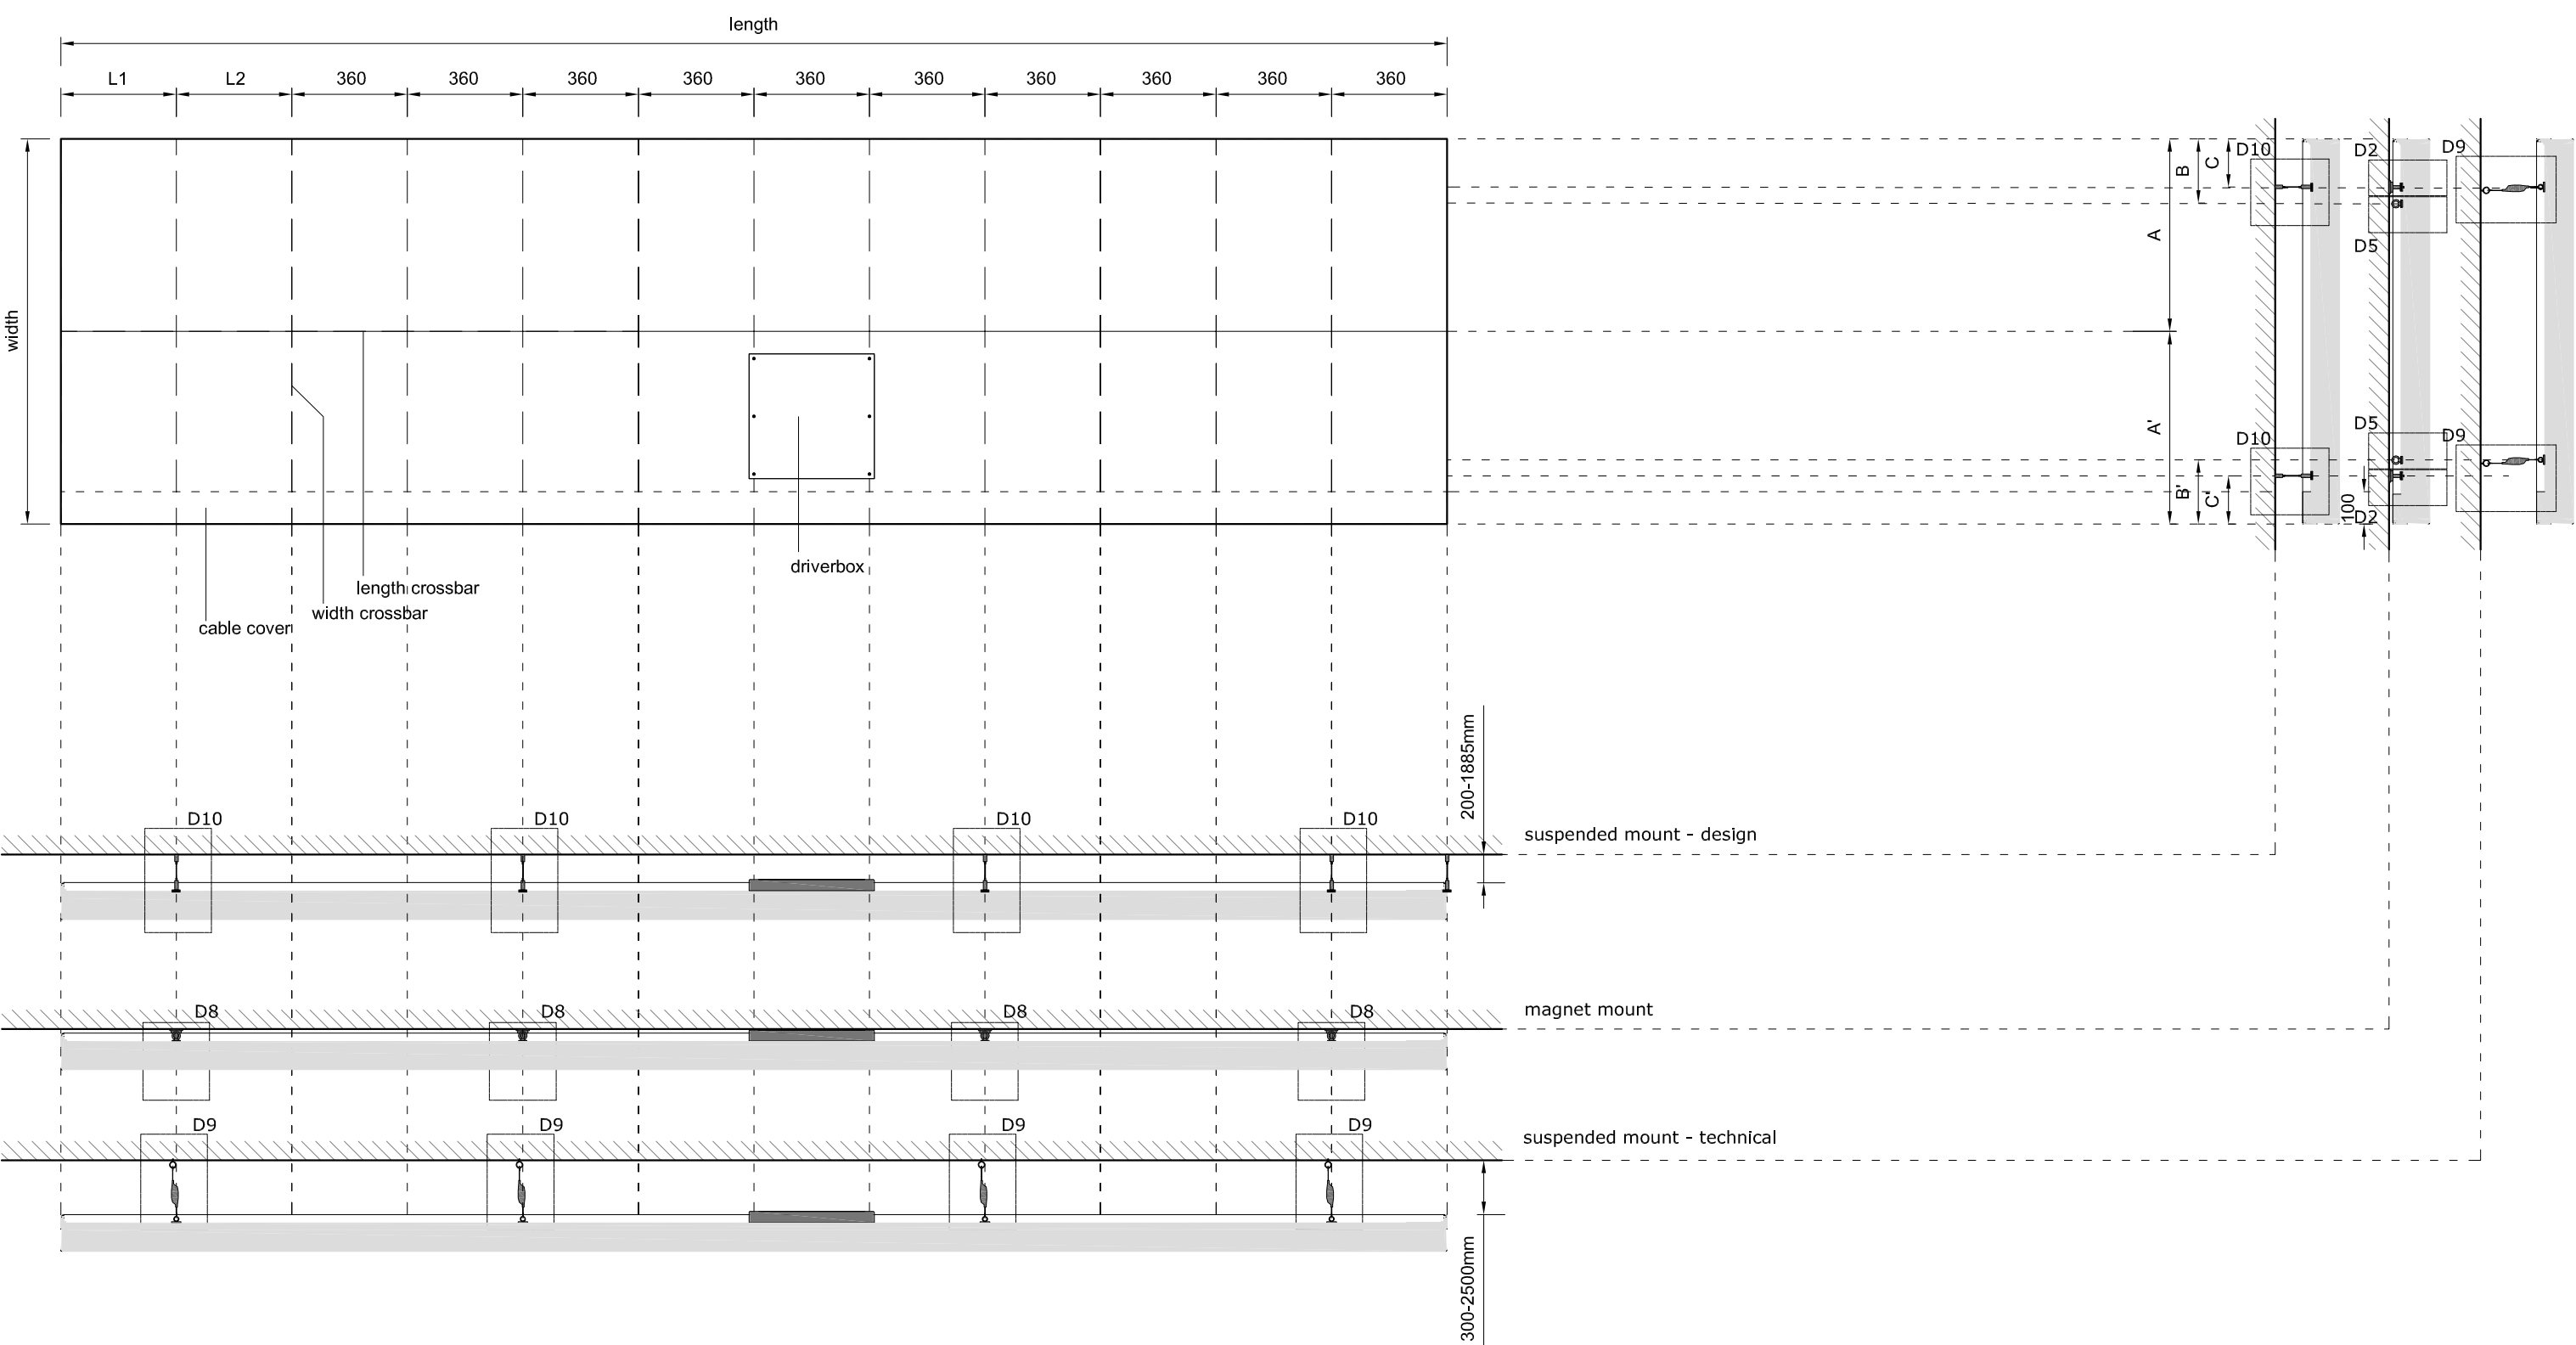 length
L1 L2 360 360 360 360 360 360 360 360 360 360
width
D10 D2 D9
C
B
A
D5
D5
D10 D9
A'
B'
C'
100
D2
driverbox
length crossbar
width crossbar
cable cover
200-1885mm
D10 D10 D10 D10
suspended mount - design
D8 D8 D8 D8
magnet mount
D9 D9 D9 D9
suspended mount - technical
300-2500mm